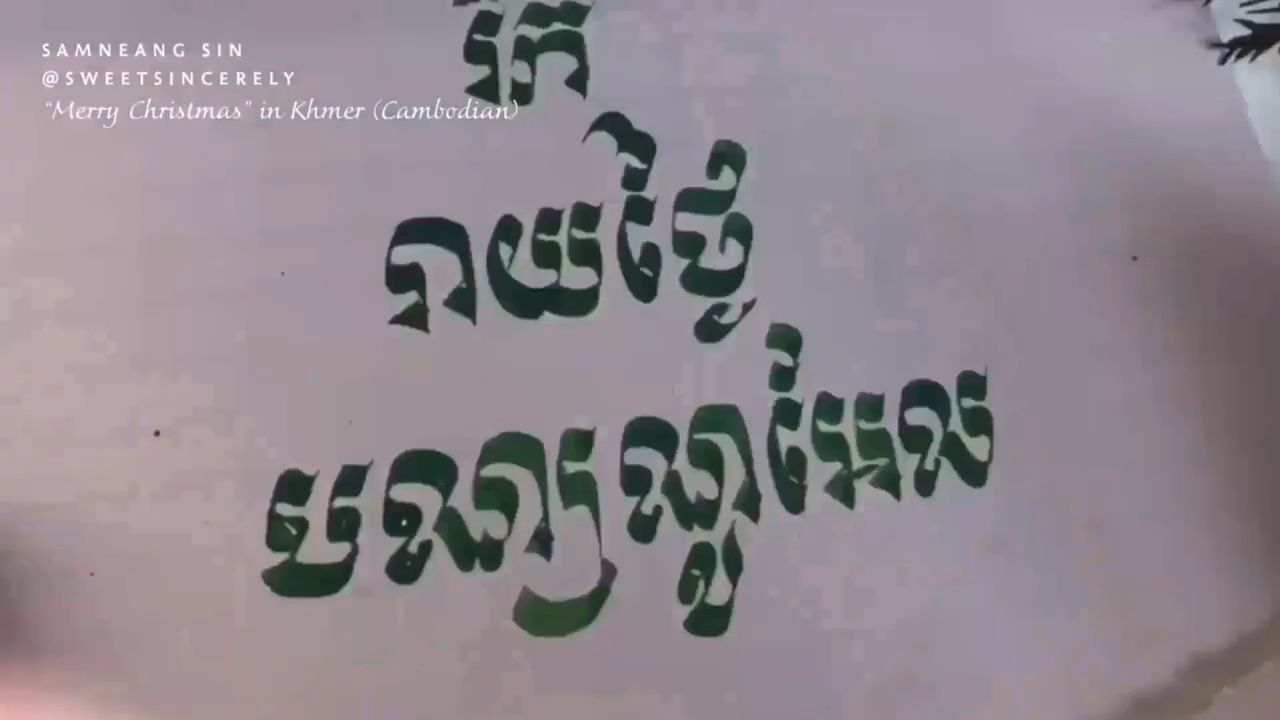 SAMNEANG SIN
@SWEETSINCERELY
"Merry Christmas" in Khmer (Cambodian)
រាយថ្ងៃ
បណ្យណូអែល